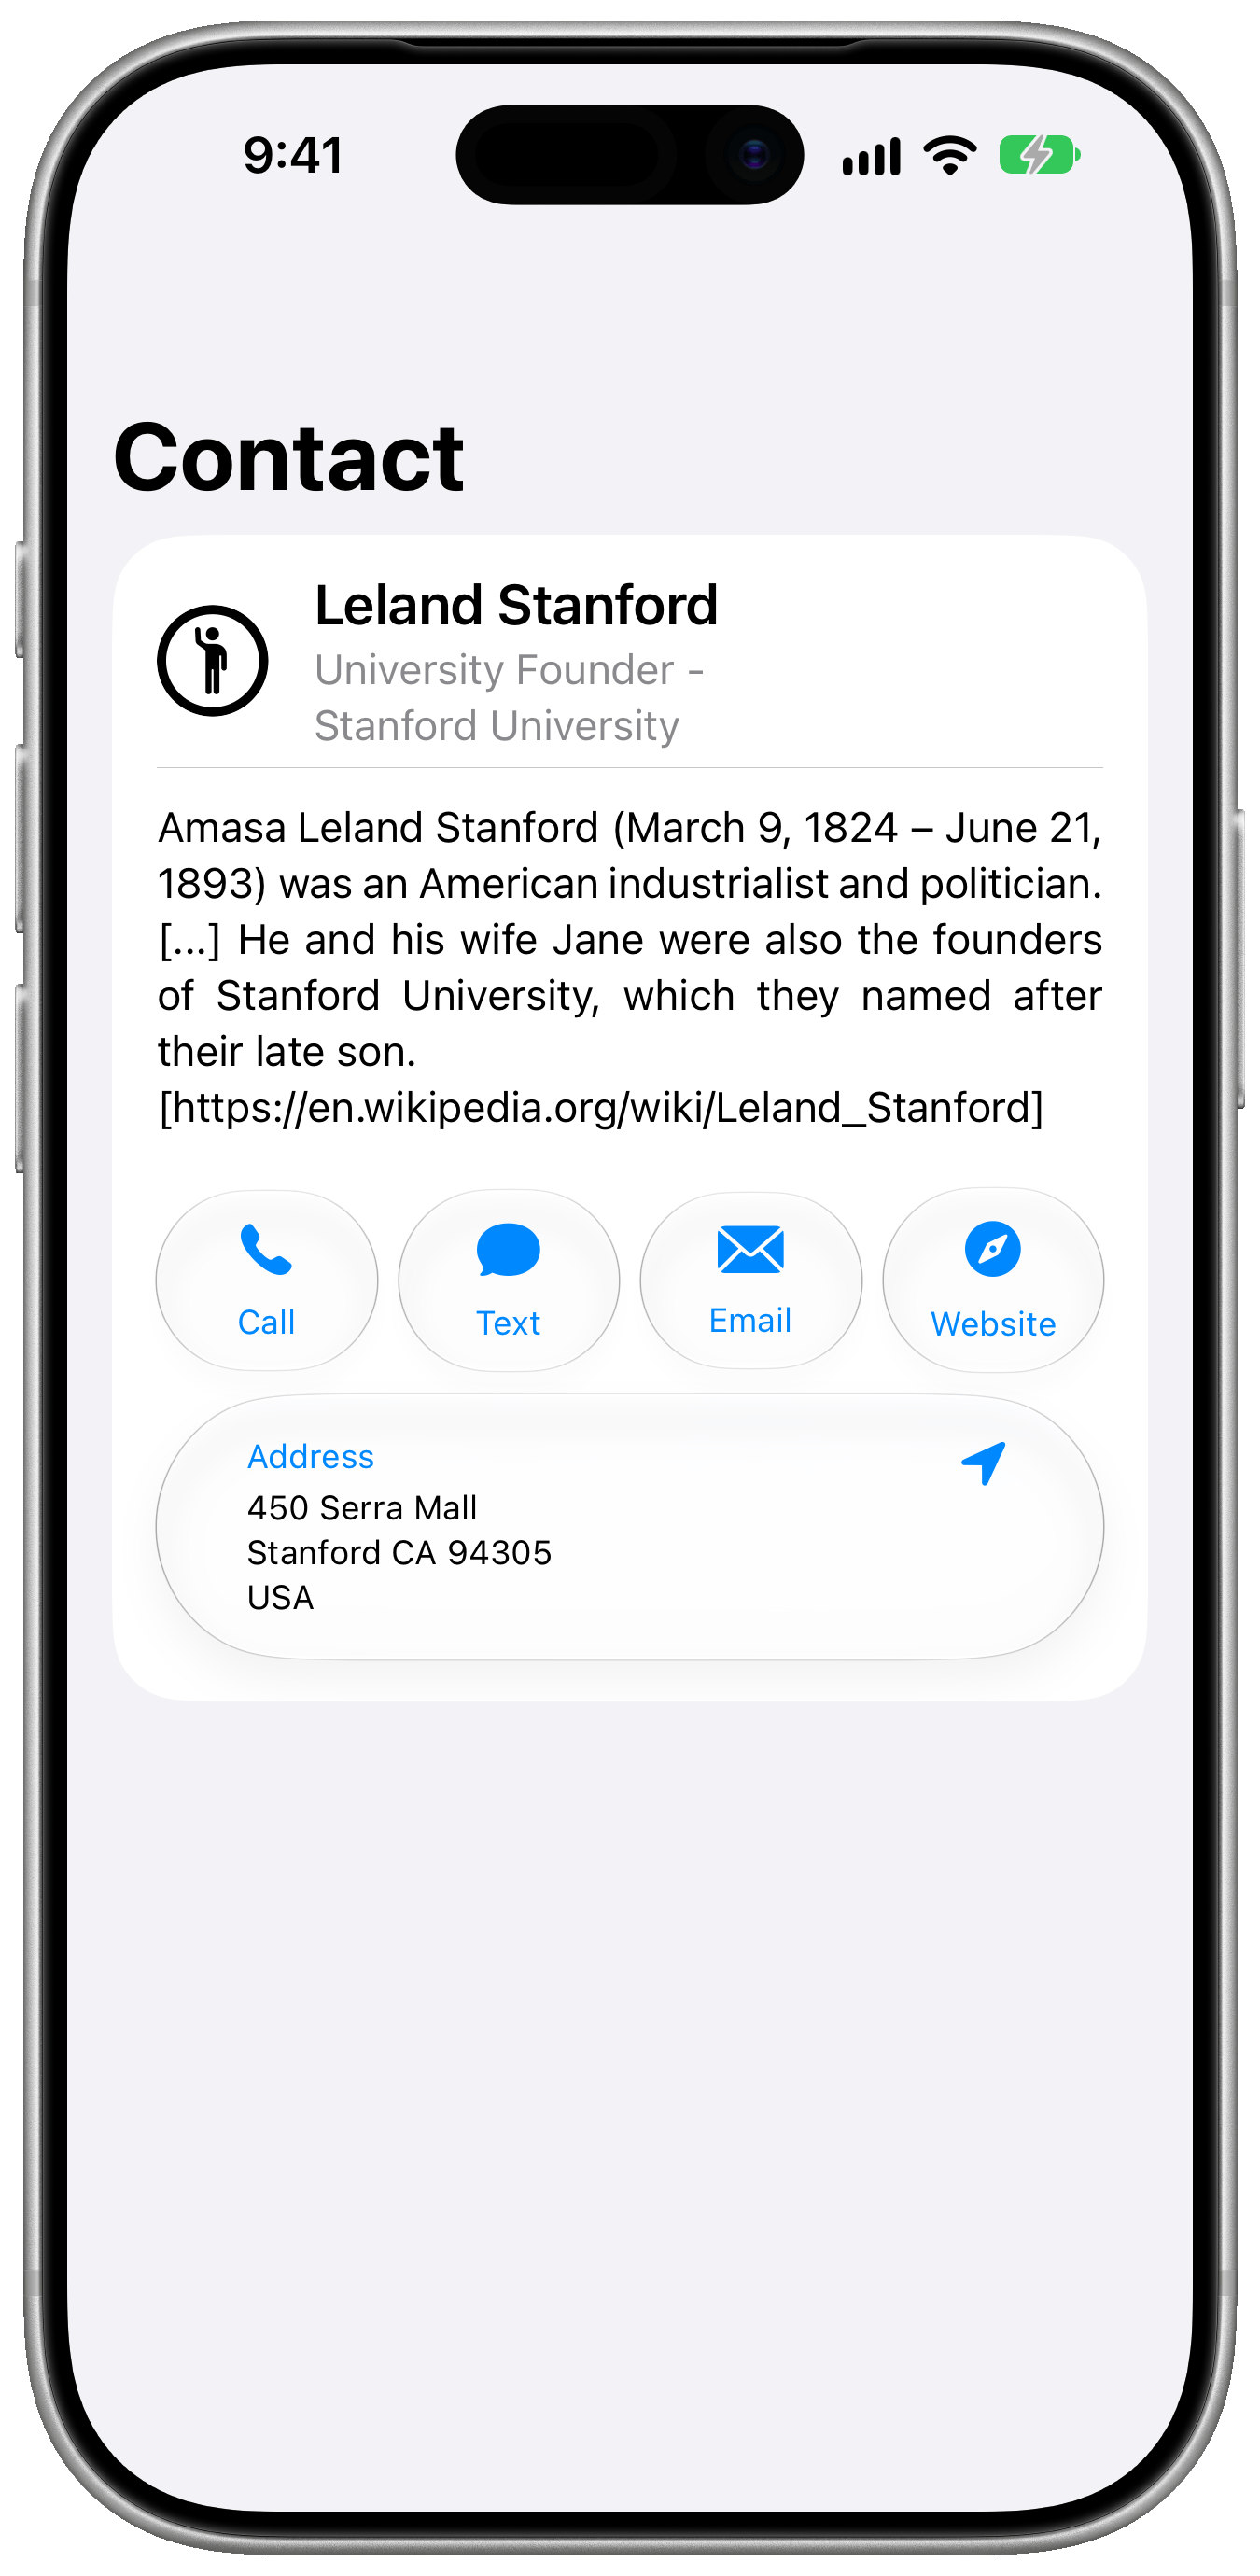 9:41
Contact
Leland Stanford
University Founder -
Stanford University
Amasa Leland Stanford (March 9, 1824 – June 21,
1893) was an American industrialist and politician.
[...] He and his wife Jane were also the founders
of Stanford University, which they named after
their late son.
[https://en.wikipedia.org/wiki/Leland_Stanford]
Call
Text
Email
Website
Address
450 Serra Mall
Stanford CA 94305
USA